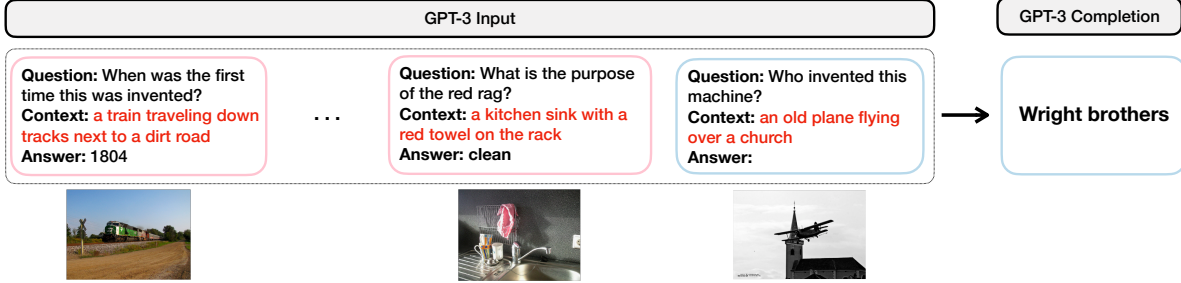 GPT-3 Input
GPT-3 Completion
Question: When was the first
time this was invented?
Context: a train traveling down
tracks next to a dirt road
Answer: 1804
. . .
Question: What is the purpose
of the red rag?
Context: a kitchen sink with a
red towel on the rack
Answer: clean
Question: Who invented this
machine?
Context: an old plane flying
over a church
Answer:
Wright brothers